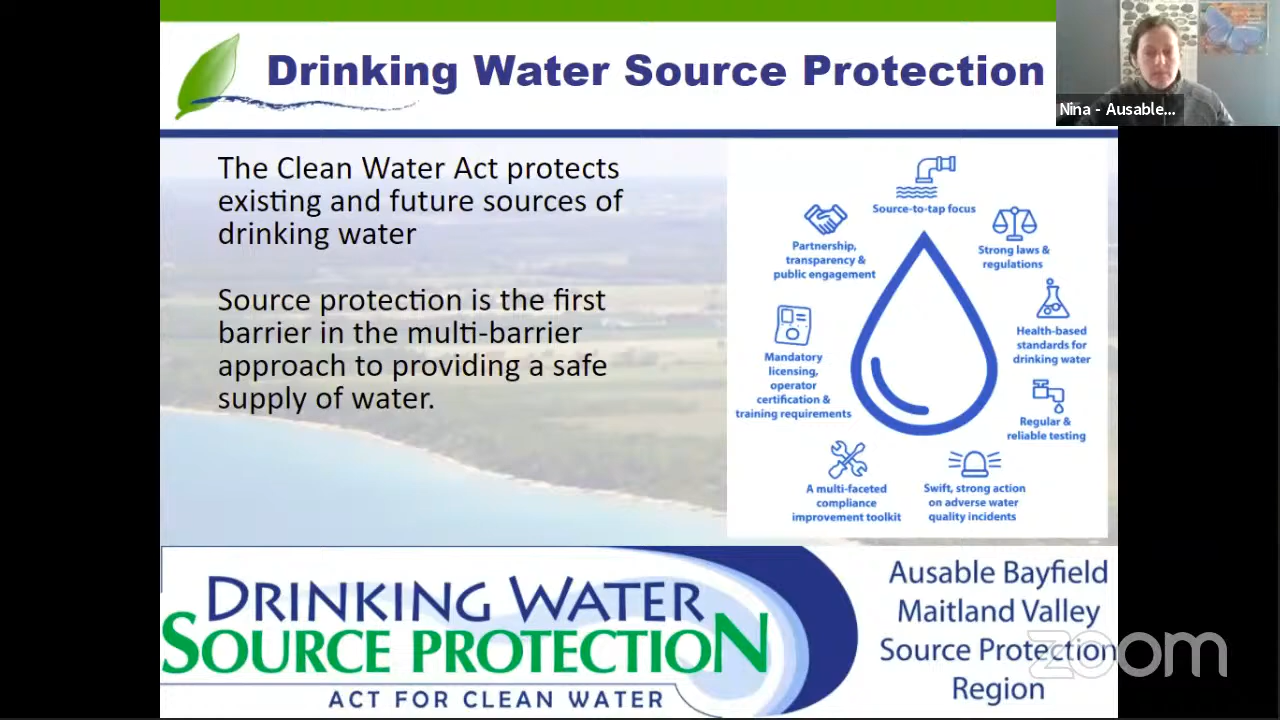 Drinking Water Source Protection
Nina - Ausable...
The Clean Water Act protects
existing and future sources of
drinking water
Source protection is the first
barrier in the multi-barrier
approach to providing a safe
supply of water.
Source-to-tap focus
Strong laws &
regulations
Health-based
standards for
drinking water
Regular &
reliable testing
Swift, strong action
on adverse water
quality incidents
A multi-faceted
compliance
improvement toolkit
Mandatory
licensing,
operator
certification &
training requirements
Partnership,
transparency &
public engagement
DRINKING WATER
SOURCE PROTECTION
ACT FOR CLEAN WATER
Ausable Bayfield
Maitland Valley
Source Protection
Region
zoom